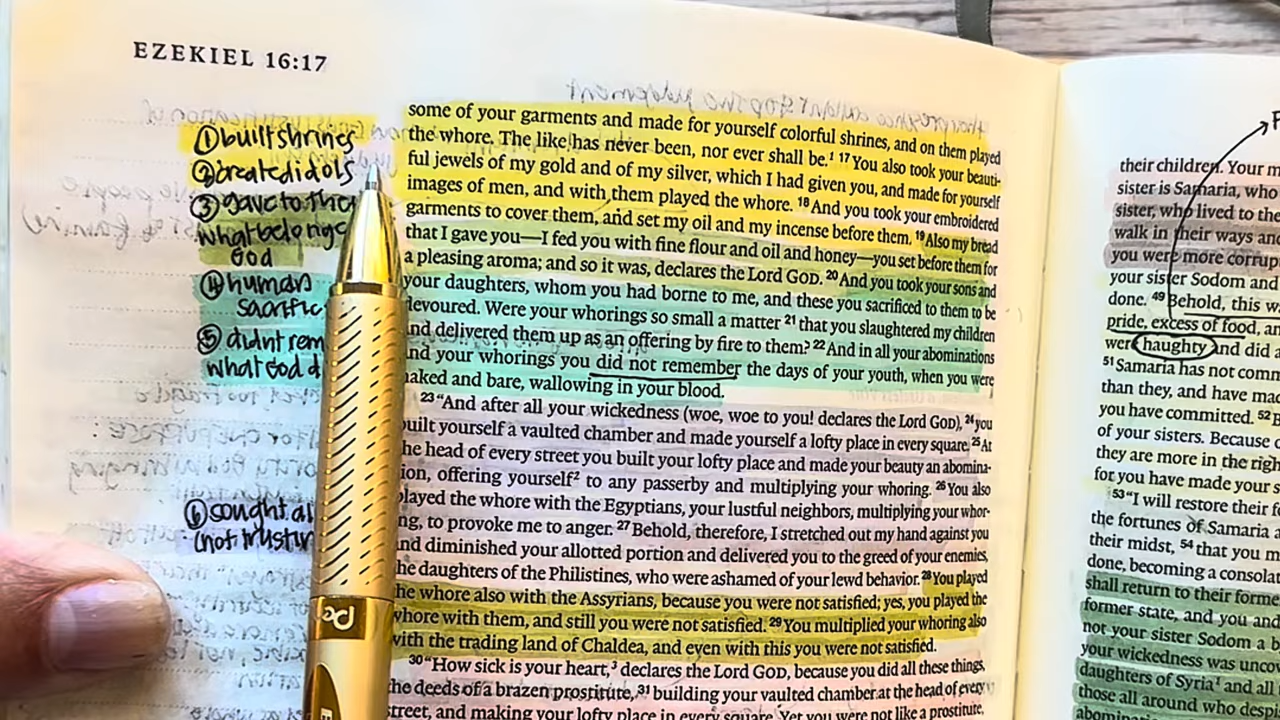 EZEKIEL 16:17
① built shrines
② created idols
③ gave to they
what belongs
God
④ human
sacrific
⑤ didnt rem
what God d
⑥ sought al
(not trustin
some of your garments and made for yourself colorful shrines, and on them played
the whore. The like has never been, nor ever shall be.¹ ¹⁷ You also took your beauti-
ful jewels of my gold and of my silver, which I had given you, and made for yourself
images of men, and with them played the whore. ¹⁸ And you took your embroidered
garments to cover them, and set my oil and my incense before them. ¹⁹ Also my bread
that I gave you—I fed you with fine flour and oil and honey—you set before them for
a pleasing aroma; and so it was, declares the Lord GOD. ²⁰ And you took your sons and
your daughters, whom you had borne to me, and these you sacrificed to them to be
devoured. Were your whorings so small a matter ²¹ that you slaughtered my children
and delivered them up as an offering by fire to them? ²² And in all your abominations
and your whorings you did not remember the days of your youth, when you were
naked and bare, wallowing in your blood.
²³ “And after all your wickedness (woe, woe to you! declares the Lord GOD), ²⁴ you
built yourself a vaulted chamber and made yourself a lofty place in every square. ²⁵ At
the head of every street you built your lofty place and made your beauty an abomina-
ion, offering yourself² to any passerby and multiplying your whoring. ²⁶ You also
played the whore with the Egyptians, your lustful neighbors, multiplying your whor-
ng, to provoke me to anger. ²⁷ Behold, therefore, I stretched out my hand against you
and diminished your allotted portion and delivered you to the greed of your enemies,
the daughters of the Philistines, who were ashamed of your lewd behavior. ²⁸ You played
the whore also with the Assyrians, because you were not satisfied; yes, you played the
whore with them, and still you were not satisfied. ²⁹ You multiplied your whoring also
with the trading land of Chaldea, and even with this you were not satisfied.
³⁰ “How sick is your heart,³ declares the Lord GOD, because you did all these things,
the deeds of a brazen prostitute, ³¹ building your vaulted chamber at the head of every
street, and making your lofty place in every square. Yet you were not like a prostitute,
their children. Your m
sister is Samaria, who
sister, who lived to the
walk in their ways and
you were more corrup
your sister Sodom and
done. ⁴⁹ Behold, this w
pride, excess of food, an
were haughty and did a
⁵¹ Samaria has not comm
than they, and have mad
you have committed. ⁵² B
of your sisters. Because o
they are more in the righ
for you have made your s
⁵³ “I will restore their fo
the fortunes of Samaria a
their midst, ⁵⁴ that you m
done, becoming a consolat
shall return to their forme
former state, and you and
not your sister Sodom a b
your wickedness was uncov
daughters of Syria⁴ and all
those all around who despi
abominat